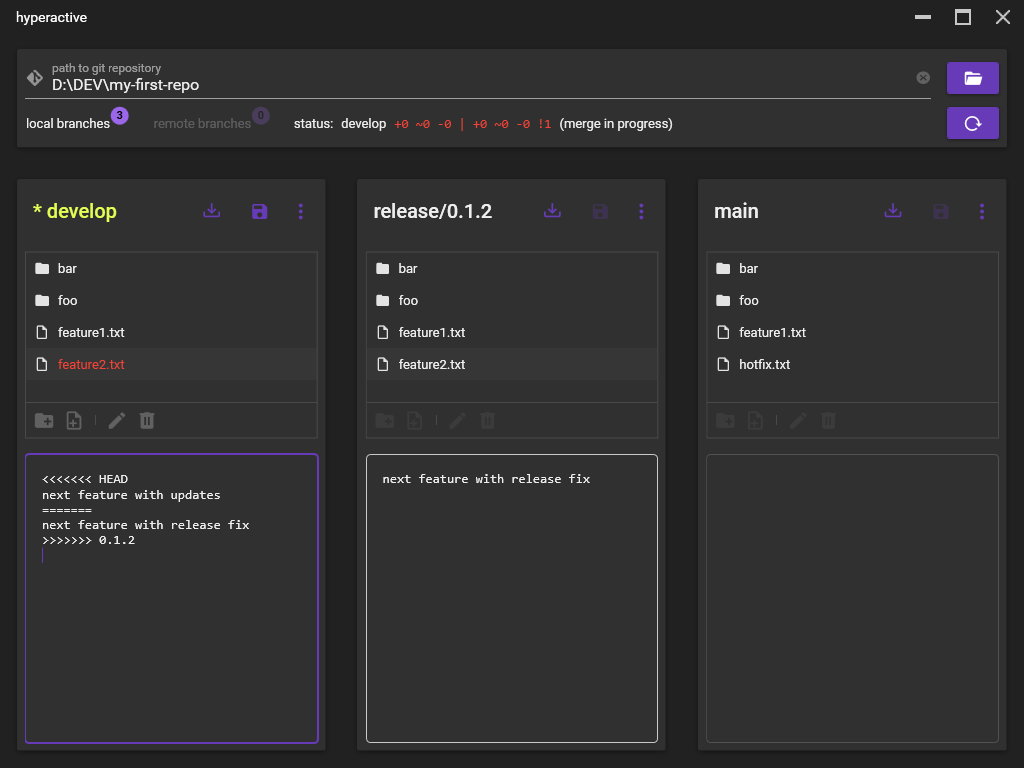 hyperactive
path to git repository
D:\DEV\my-first-repo
local branches 3 remote branches 0 status: develop +0 ~0 -0 | +0 ~0 -0 !1 (merge in progress)
* develop
bar
foo
feature1.txt
feature2.txt
<<<<<<< HEAD
next feature with updates
=======
next feature with release fix
>>>>>>> 0.1.2
release/0.1.2
bar
foo
feature1.txt
feature2.txt
next feature with release fix
main
bar
foo
feature1.txt
hotfix.txt